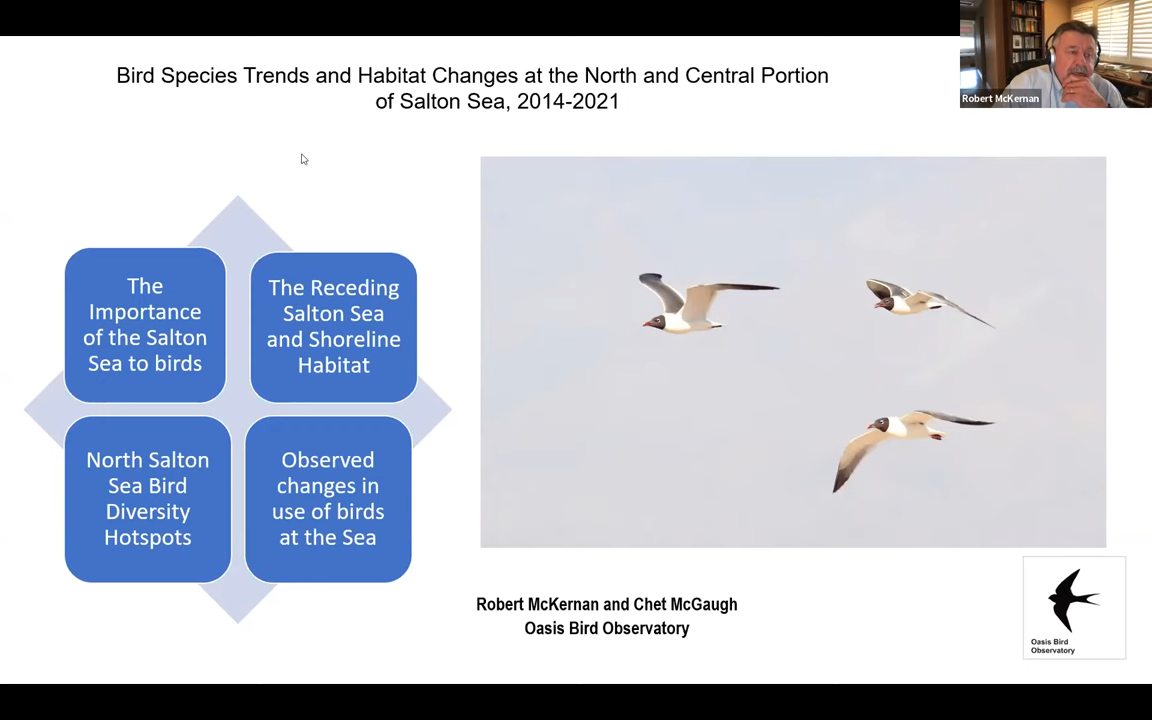 Robert McKernan
Bird Species Trends and Habitat Changes at the North and Central Portion
of Salton Sea, 2014-2021
The
Importance
of the Salton
Sea to birds
The Receding
Salton Sea
and Shoreline
Habitat
North Salton
Sea Bird
Diversity
Hotspots
Observed
changes in
use of birds
at the Sea
Robert McKernan and Chet McGaugh
Oasis Bird Observatory
Oasis Bird
Observatory